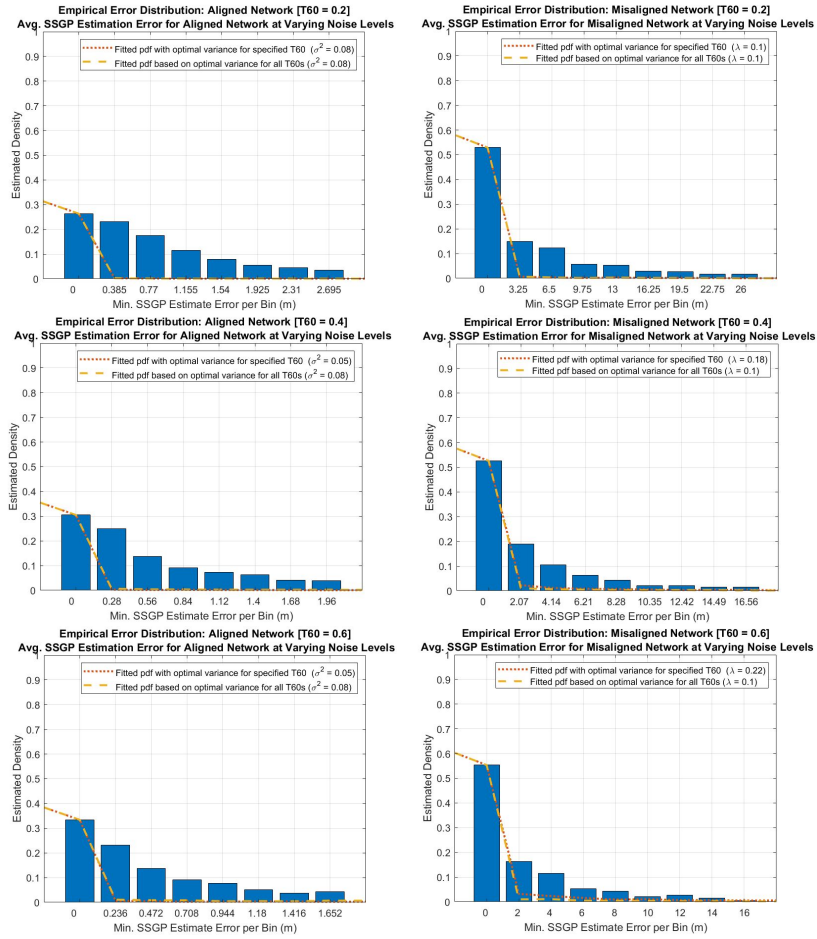 Empirical Error Distribution: Aligned Network [T60 = 0.2]
Avg. SSGP Estimation Error for Aligned Network at Varying Noise Levels
1
0.9
0.8
0.7
0.6
0.5
0.4
0.3
0.2
0.1
0
Estimated Density
Fitted pdf with optimal variance for specified T60 (σ² = 0.08)
Fitted pdf based on optimal variance for all T60s (σ² = 0.08)
0 0.385 0.77 1.155 1.54 1.925 2.31 2.695
Min. SSGP Estimate Error per Bin (m)
Empirical Error Distribution: Misaligned Network [T60 = 0.2]
Avg. SSGP Estimation Error for Misaligned Network at Varying Noise Levels
1
0.9
0.8
0.7
0.6
0.5
0.4
0.3
0.2
0.1
0
Estimated Density
Fitted pdf with optimal variance for specified T60 (λ = 0.1)
Fitted pdf based on optimal variance for all T60s (λ = 0.1)
0 3.25 6.5 9.75 13 16.25 19.5 22.75 26
Min. SSGP Estimate Error per Bin (m)
Empirical Error Distribution: Aligned Network [T60 = 0.4]
Avg. SSGP Estimation Error for Aligned Network at Varying Noise Levels
1
0.9
0.8
0.7
0.6
0.5
0.4
0.3
0.2
0.1
0
Estimated Density
Fitted pdf with optimal variance for specified T60 (σ² = 0.05)
Fitted pdf based on optimal variance for all T60s (σ² = 0.08)
0 0.28 0.56 0.84 1.12 1.4 1.68 1.96
Min. SSGP Estimate Error per Bin (m)
Empirical Error Distribution: Misaligned Network [T60 = 0.4]
Avg. SSGP Estimation Error for Misaligned Network at Varying Noise Levels
1
0.9
0.8
0.7
0.6
0.5
0.4
0.3
0.2
0.1
0
Estimated Density
Fitted pdf with optimal variance for specified T60 (λ = 0.18)
Fitted pdf based on optimal variance for all T60s (λ = 0.1)
0 2.07 4.14 6.21 8.28 10.35 12.42 14.49 16.56
Min. SSGP Estimate Error per Bin (m)
Empirical Error Distribution: Aligned Network [T60 = 0.6]
Avg. SSGP Estimation Error for Aligned Network at Varying Noise Levels
1
0.9
0.8
0.7
0.6
0.5
0.4
0.3
0.2
0.1
0
Estimated Density
Fitted pdf with optimal variance for specified T60 (σ² = 0.05)
Fitted pdf based on optimal variance for all T60s (σ² = 0.08)
0 0.236 0.472 0.708 0.944 1.18 1.416 1.652
Min. SSGP Estimate Error per Bin (m)
Empirical Error Distribution: Misaligned Network [T60 = 0.6]
Avg. SSGP Estimation Error for Misaligned Network at Varying Noise Levels
1
0.9
0.8
0.7
0.6
0.5
0.4
0.3
0.2
0.1
0
Estimated Density
Fitted pdf with optimal variance for specified T60 (λ = 0.22)
Fitted pdf based on optimal variance for all T60s (λ = 0.1)
0 2 4 6 8 10 12 14 16
Min. SSGP Estimate Error per Bin (m)